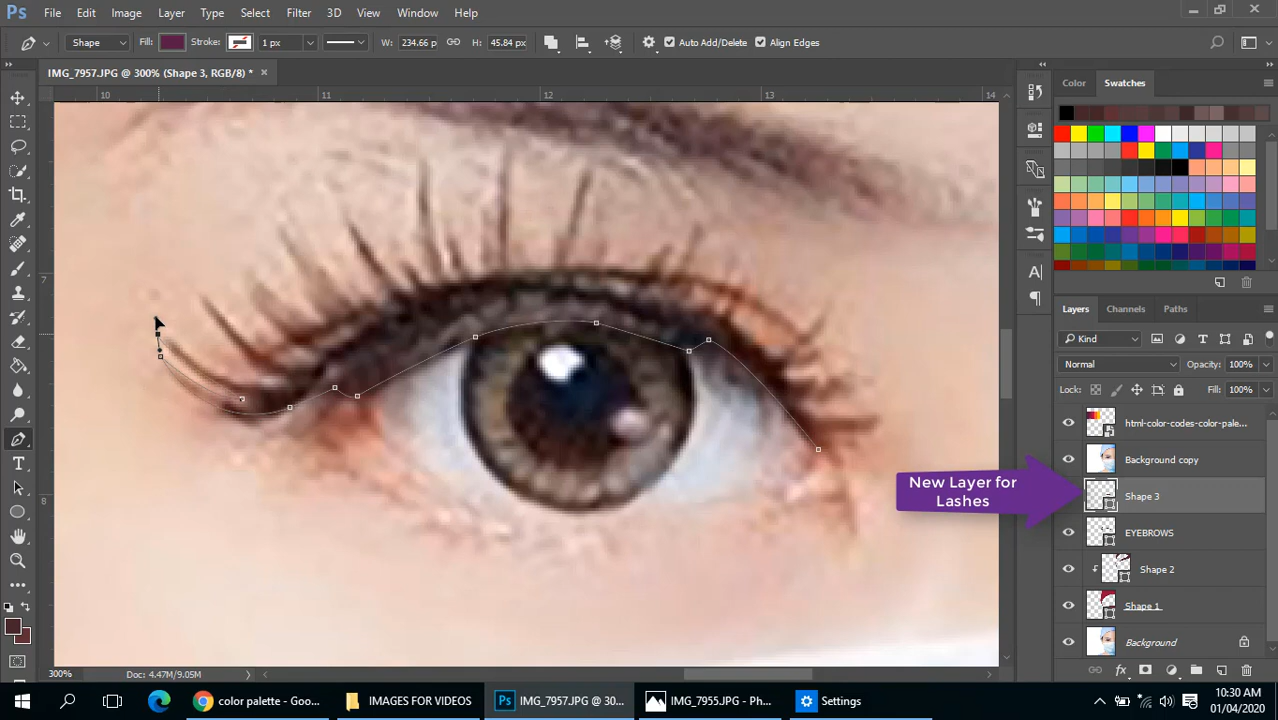 Ps File Edit Image Layer Type Select Filter 3D View Window Help
Shape Fill: Stroke: 1 px W: 234.66 p H: 45.84 px Auto Add/Delete Align Edges
IMG_7957.JPG @ 300% (Shape 3, RGB/8) * ×
10 11 12 13 14
7
8
Color Swatches
Layers Channels Paths
Kind
Normal Opacity: 100%
Lock: Fill: 100%
html-color-codes-color-pale...
Background copy
New Layer for
Lashes
Shape 3
EYEBROWS
Shape 2
Shape 1
Background
300% Doc: 4.47M/9.05M
color palette - Goo...
IMAGES FOR VIDEOS
Ps IMG_7957.JPG @ 30...
IMG_7955.JPG - Ph...
Settings
10:30 AM
01/04/2020